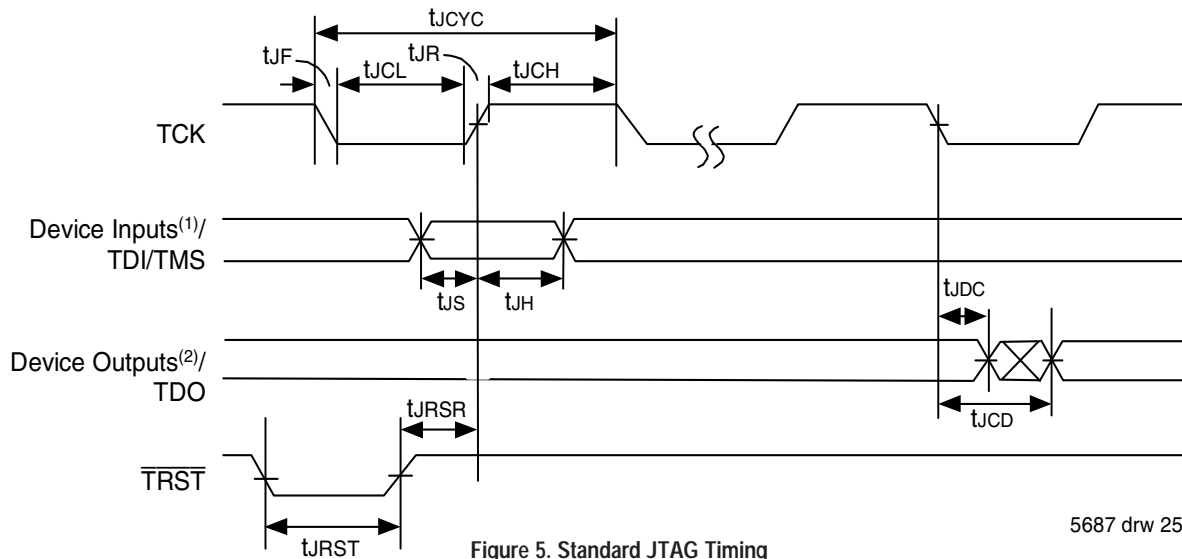 tJCYC
tJF
tJR
tJCL
tJCH
TCK
Device Inputs(1)/
TDI/TMS
tJS
tJH
tJDC
Device Outputs(2)/
TDO
tJRSR
tJCD
TRST
tJRST
5687 drw 25
Figure 5. Standard JTAG Timing